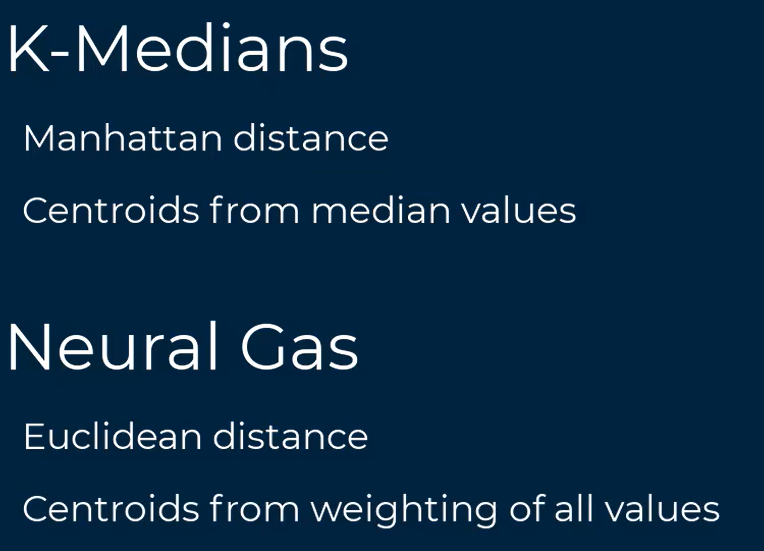 K-Medians
Manhattan distance
Centroids from median values
Neural Gas
Euclidean distance
Centroids from weighting of all values